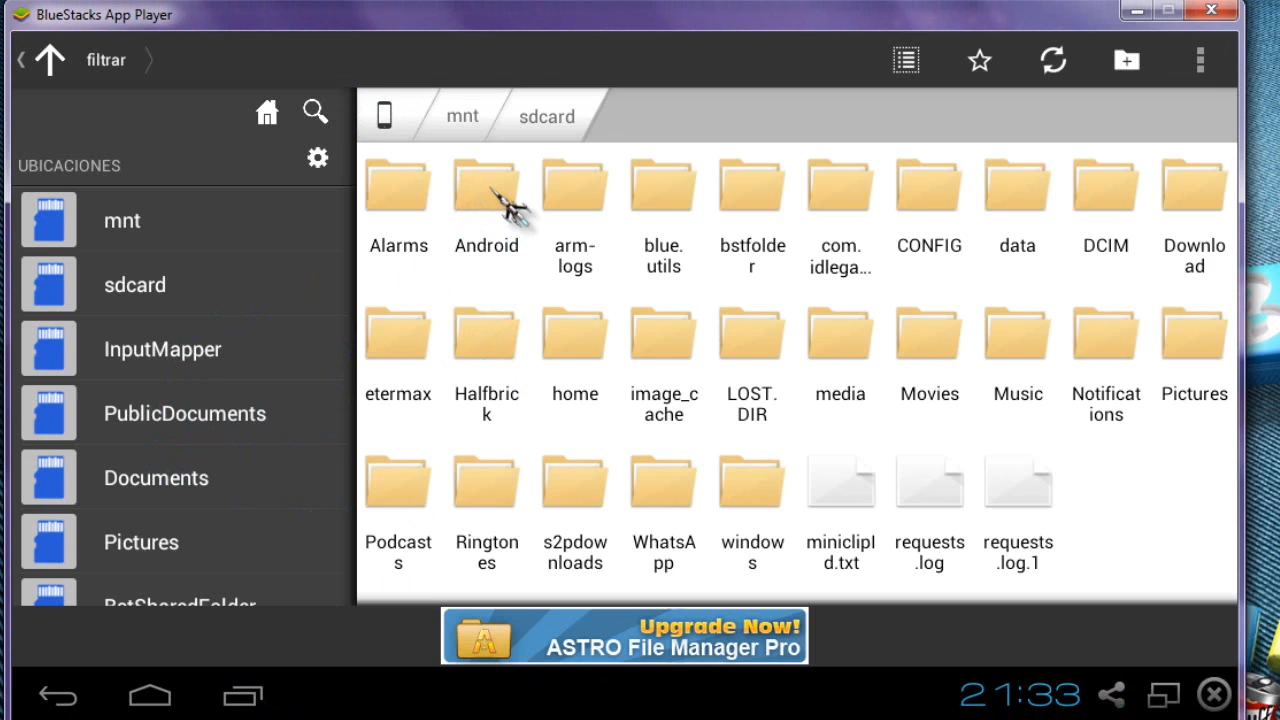 BlueStacks App Player
filtrar
mnt
sdcard
UBICACIONES
mnt
sdcard
InputMapper
PublicDocuments
Documents
Pictures
BstSharedFolder
Alarms
Android
arm-
logs
blue.
utils
bstfolde
r
com.
idlega...
CONFIG
data
DCIM
Downlo
ad
etermax
Halfbric
k
home
image_c
ache
LOST.
DIR
media
Movies
Music
Notificat
ions
Pictures
Podcast
s
Rington
es
s2pdow
nloads
WhatsA
pp
window
s
requests
.log
requests
.log.1
Upgrade Now!
ASTRO File Manager Pro
21:33